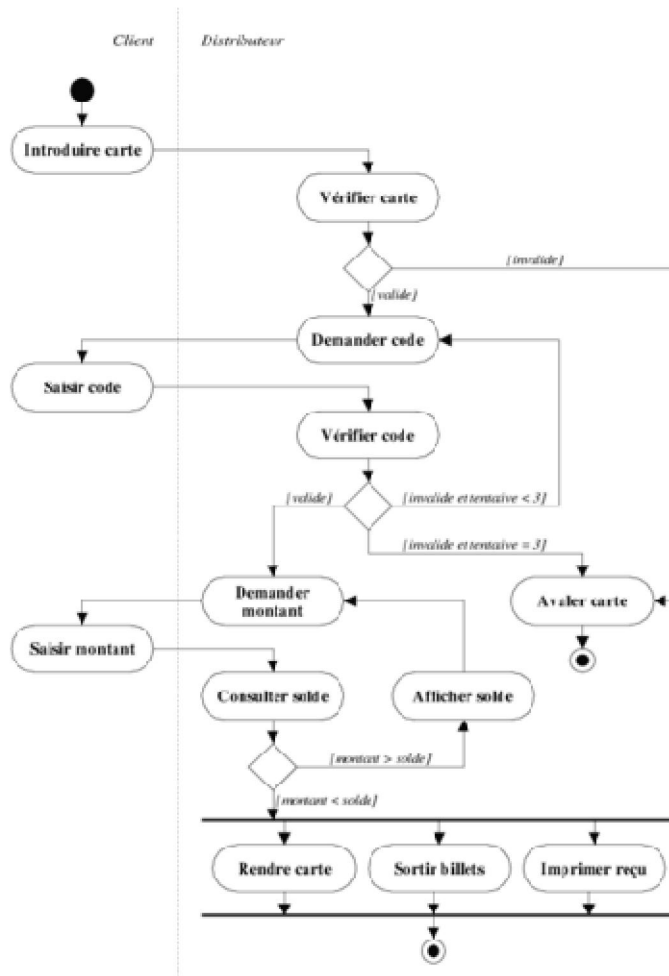 Client Distributeur
Introduire carte
Vérifier carte
[invalide]
[valide]
Demander code
Saisir code
Vérifier code
[valide] [invalide et tentaive < 3]
[invalide et tentaive = 3]
Demander
montant
Avaler carte
Saisir montant
Consulter solde Afficher solde
[montant > solde]
[montant < solde]
Rendre carte Sortir billets Imprimer reçu